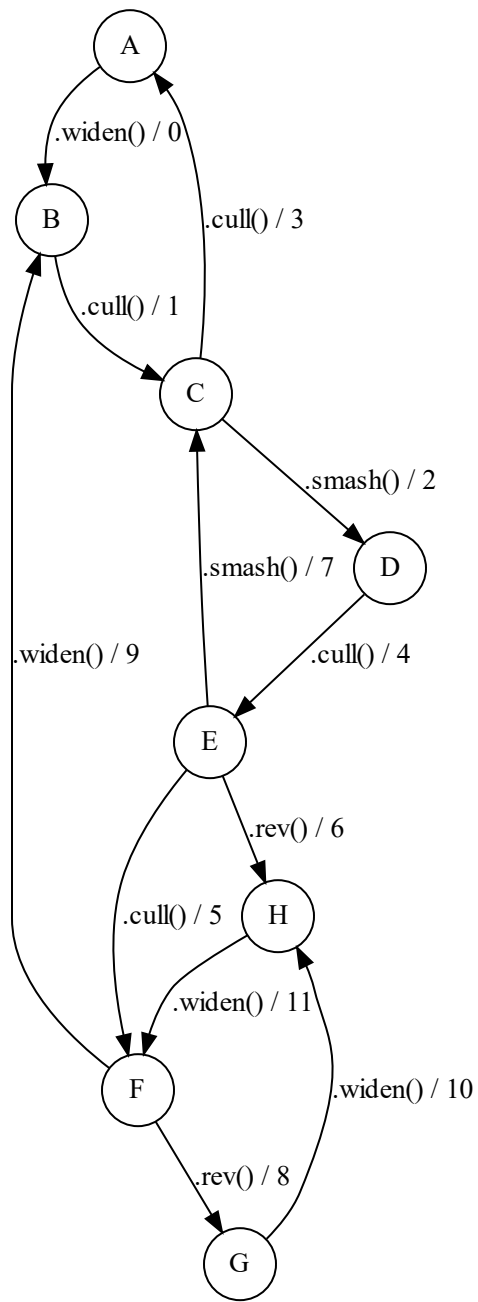 A
.widen() / 0
B
.cull() / 3
.cull() / 1
C
.smash() / 2
D
.smash() / 7
.widen() / 9
.cull() / 4
E
.rev() / 6
.cull() / 5
H
.widen() / 11
F
.widen() / 10
.rev() / 8
G